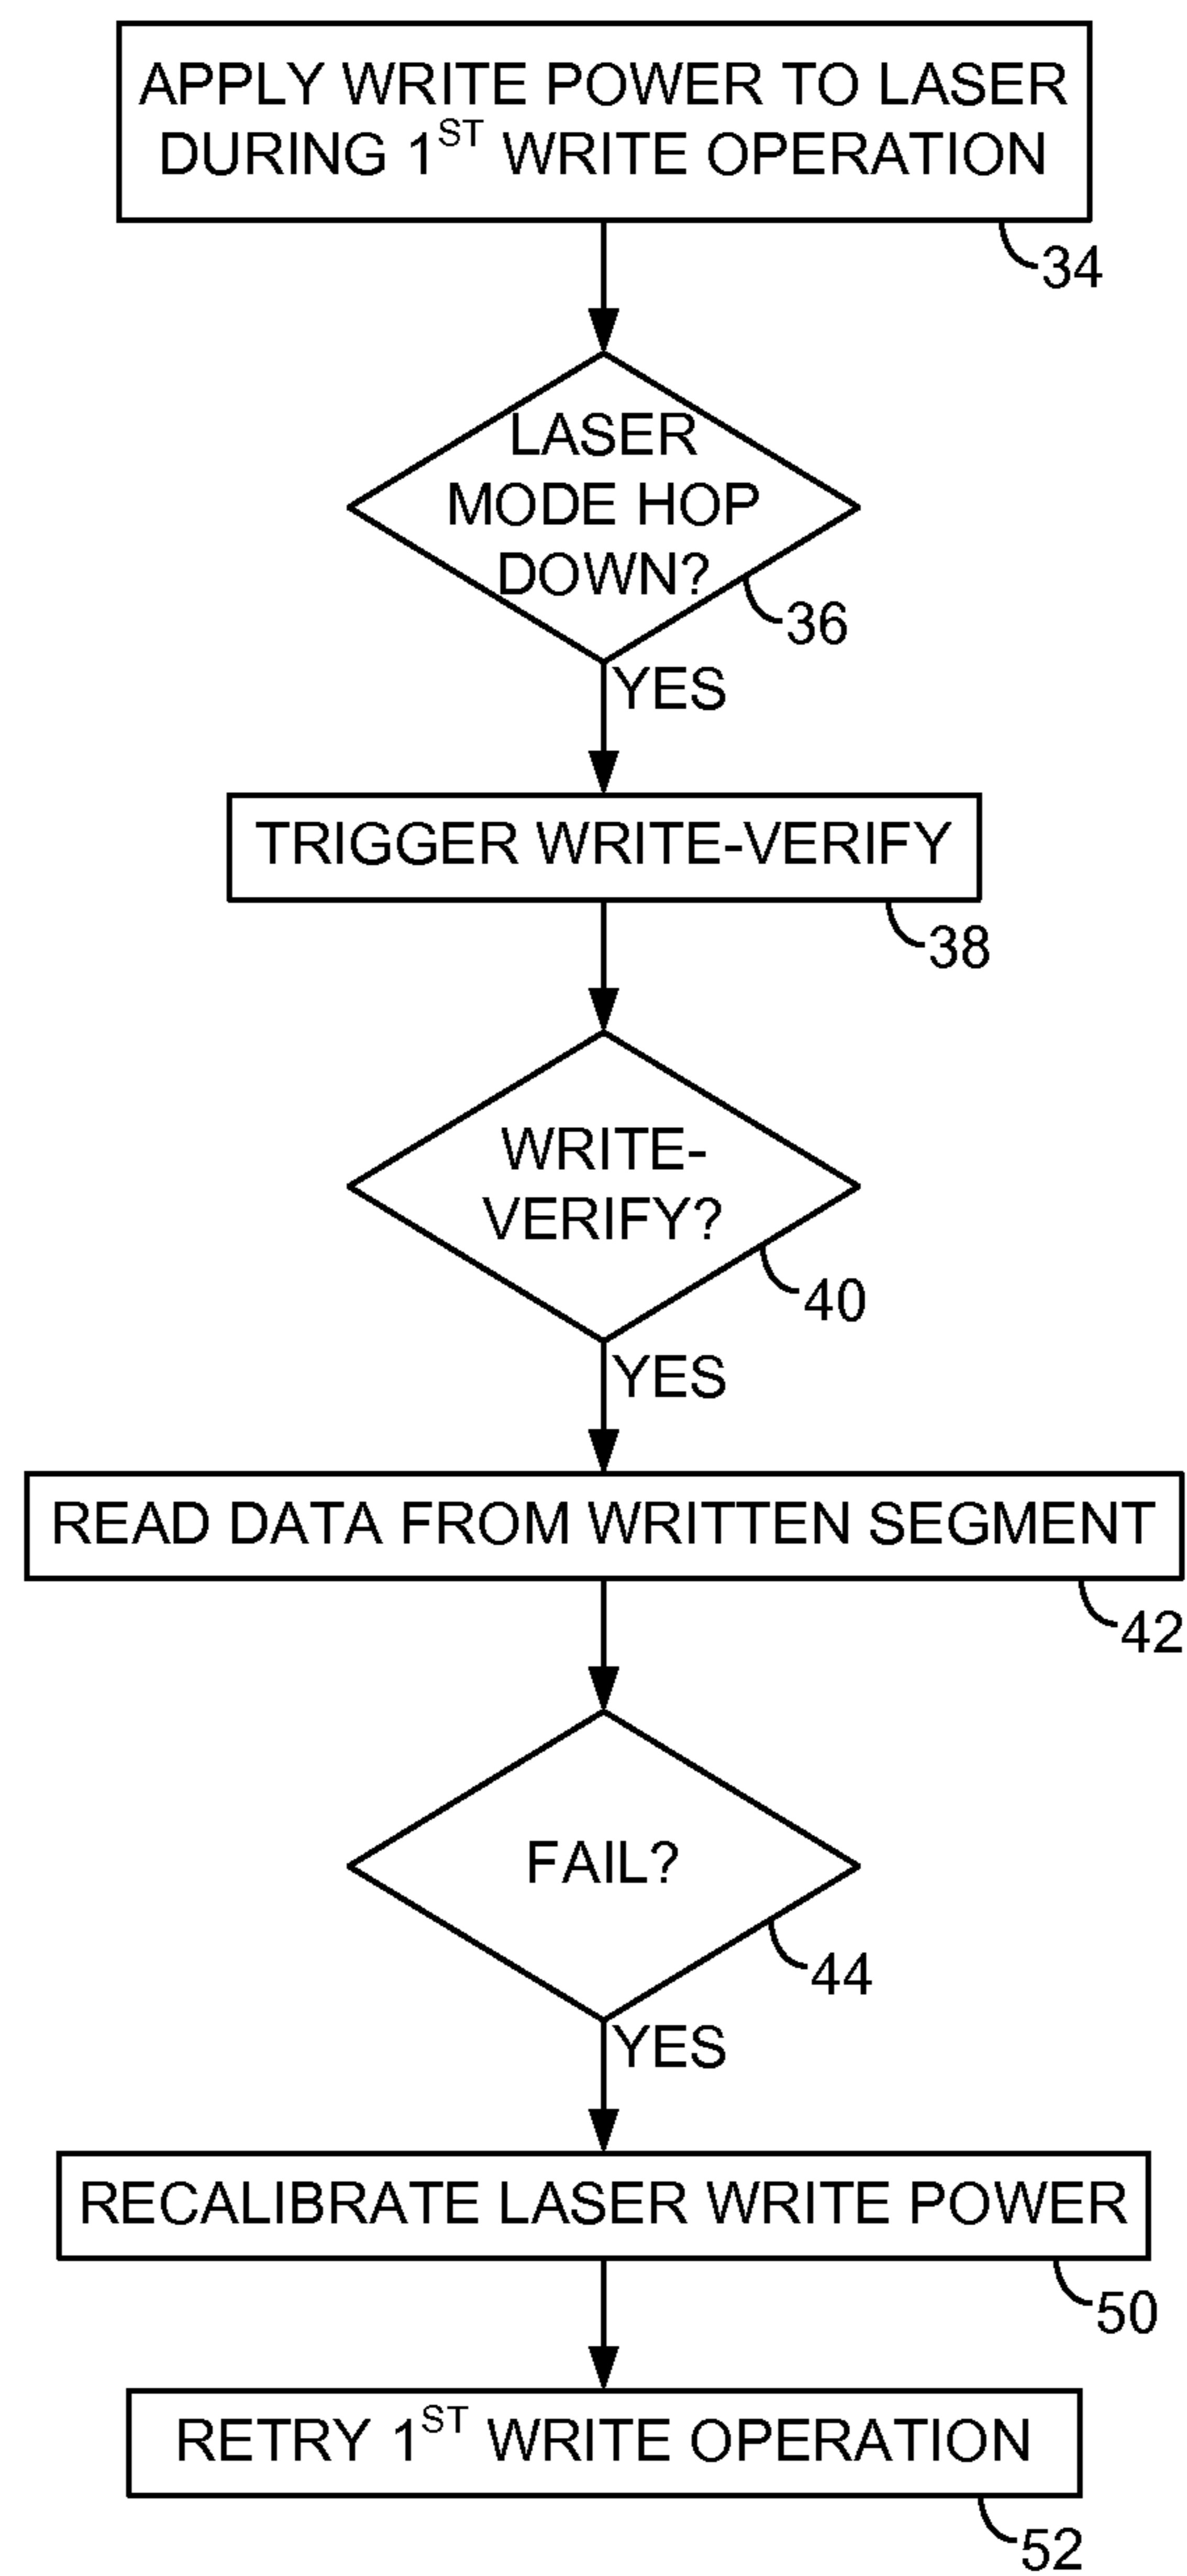 APPLY WRITE POWER TO LASER
DURING 1ST WRITE OPERATION
34
LASER
MODE HOP
DOWN?
36
YES
TRIGGER WRITE-VERIFY
38
WRITE-
VERIFY?
40
YES
READ DATA FROM WRITTEN SEGMENT
42
FAIL?
44
YES
RECALIBRATE LASER WRITE POWER
50
RETRY 1ST WRITE OPERATION
52